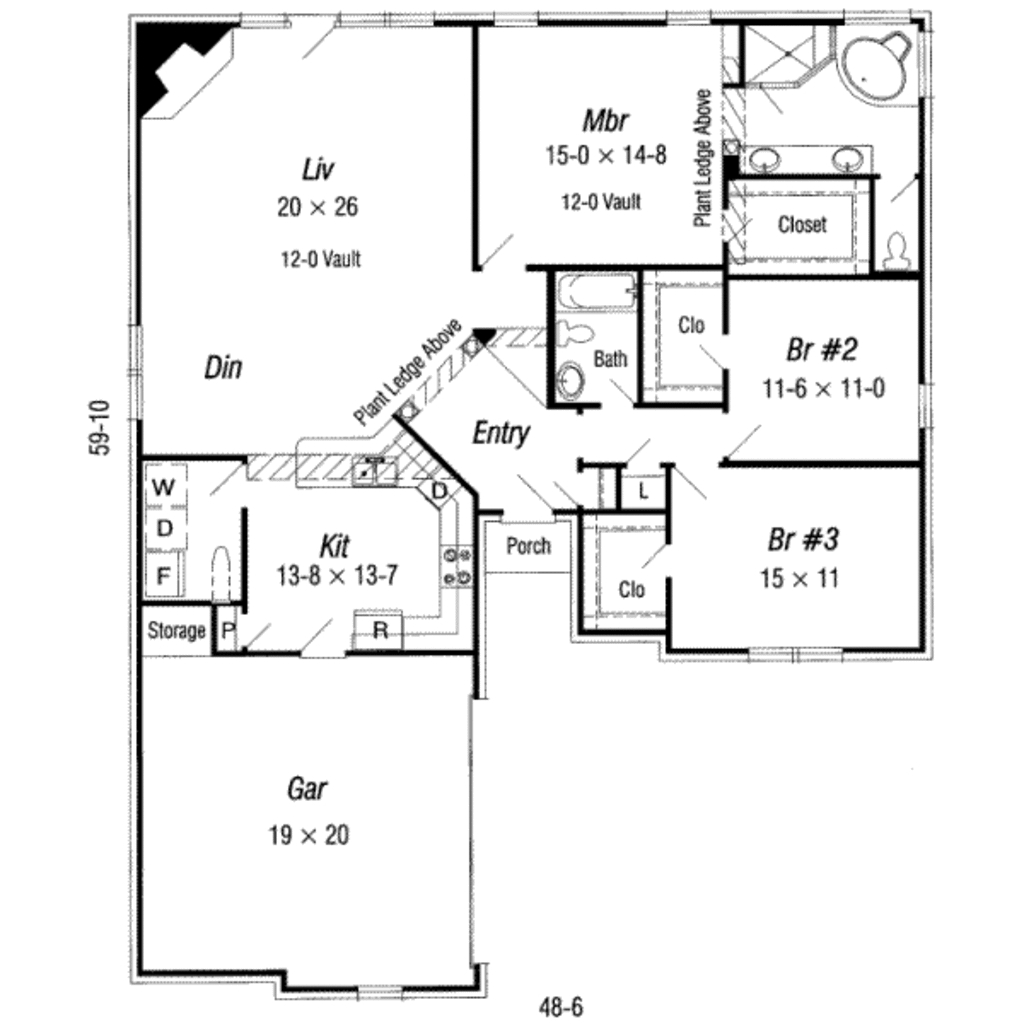 Liv
20 × 26
12-0 Vault
Mbr
15-0 × 14-8
12-0 Vault
Plant Ledge Above
Closet
Din
Plant Ledge Above
Bath
Clo
Br #2
11-6 × 11-0
59-10
Entry
W
D
F
D
L
Kit
13-8 × 13-7
Porch
Br #3
15 × 11
Clo
Storage
P
R
Gar
19 × 20
48-6